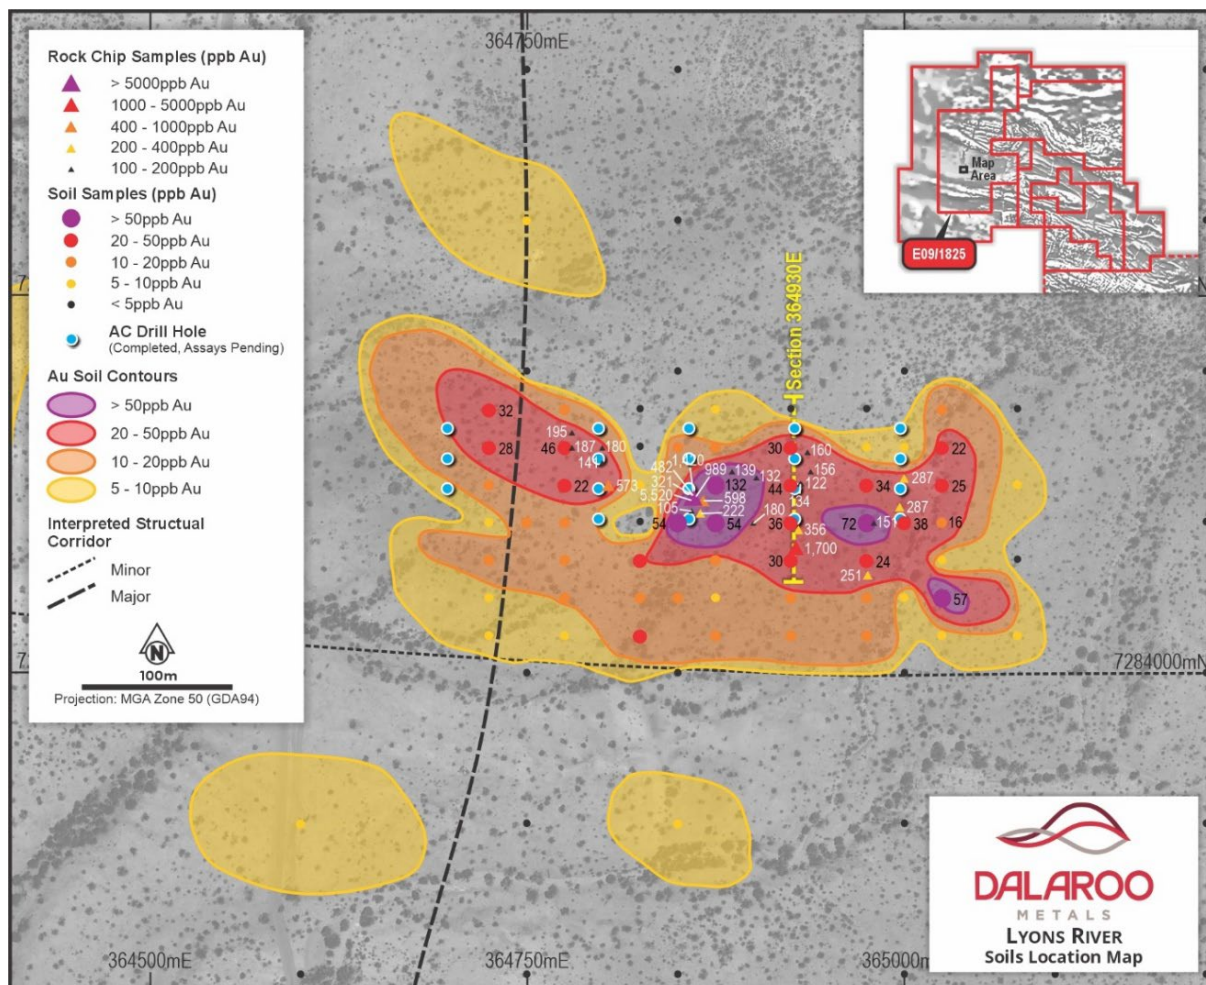 364750mE
Rock Chip Samples (ppb Au)
> 5000ppb Au
1000 - 5000ppb Au
400 - 1000ppb Au
200 - 400ppb Au
100 - 200ppb Au
Soil Samples (ppb Au)
> 50ppb Au
20 - 50ppb Au
10 - 20ppb Au
5 - 10ppb Au
< 5ppb Au
AC Drill Hole
(Completed, Assays Pending)
Au Soil Contours
> 50ppb Au
20 - 50ppb Au
10 - 20ppb Au
5 - 10ppb Au
Interpreted Structual
Corridor
Minor
Major
N
100m
Projection: MGA Zone 50 (GDA94)
Map
Area
E09/1825
Section 364930E
32
195
28
46
187
180
141
22
573
482
1,420
321
989
139
132
132
5,520
598
105
222
54
54
180
30
160
156
44
122
34
36
356
1,700
30
34
287
287
72
151
38
24
251
22
25
16
57
7284000mN
364500mE
364750mE
365000mE
DALAROO
METALS
LYONS RIVER
Soils Location Map